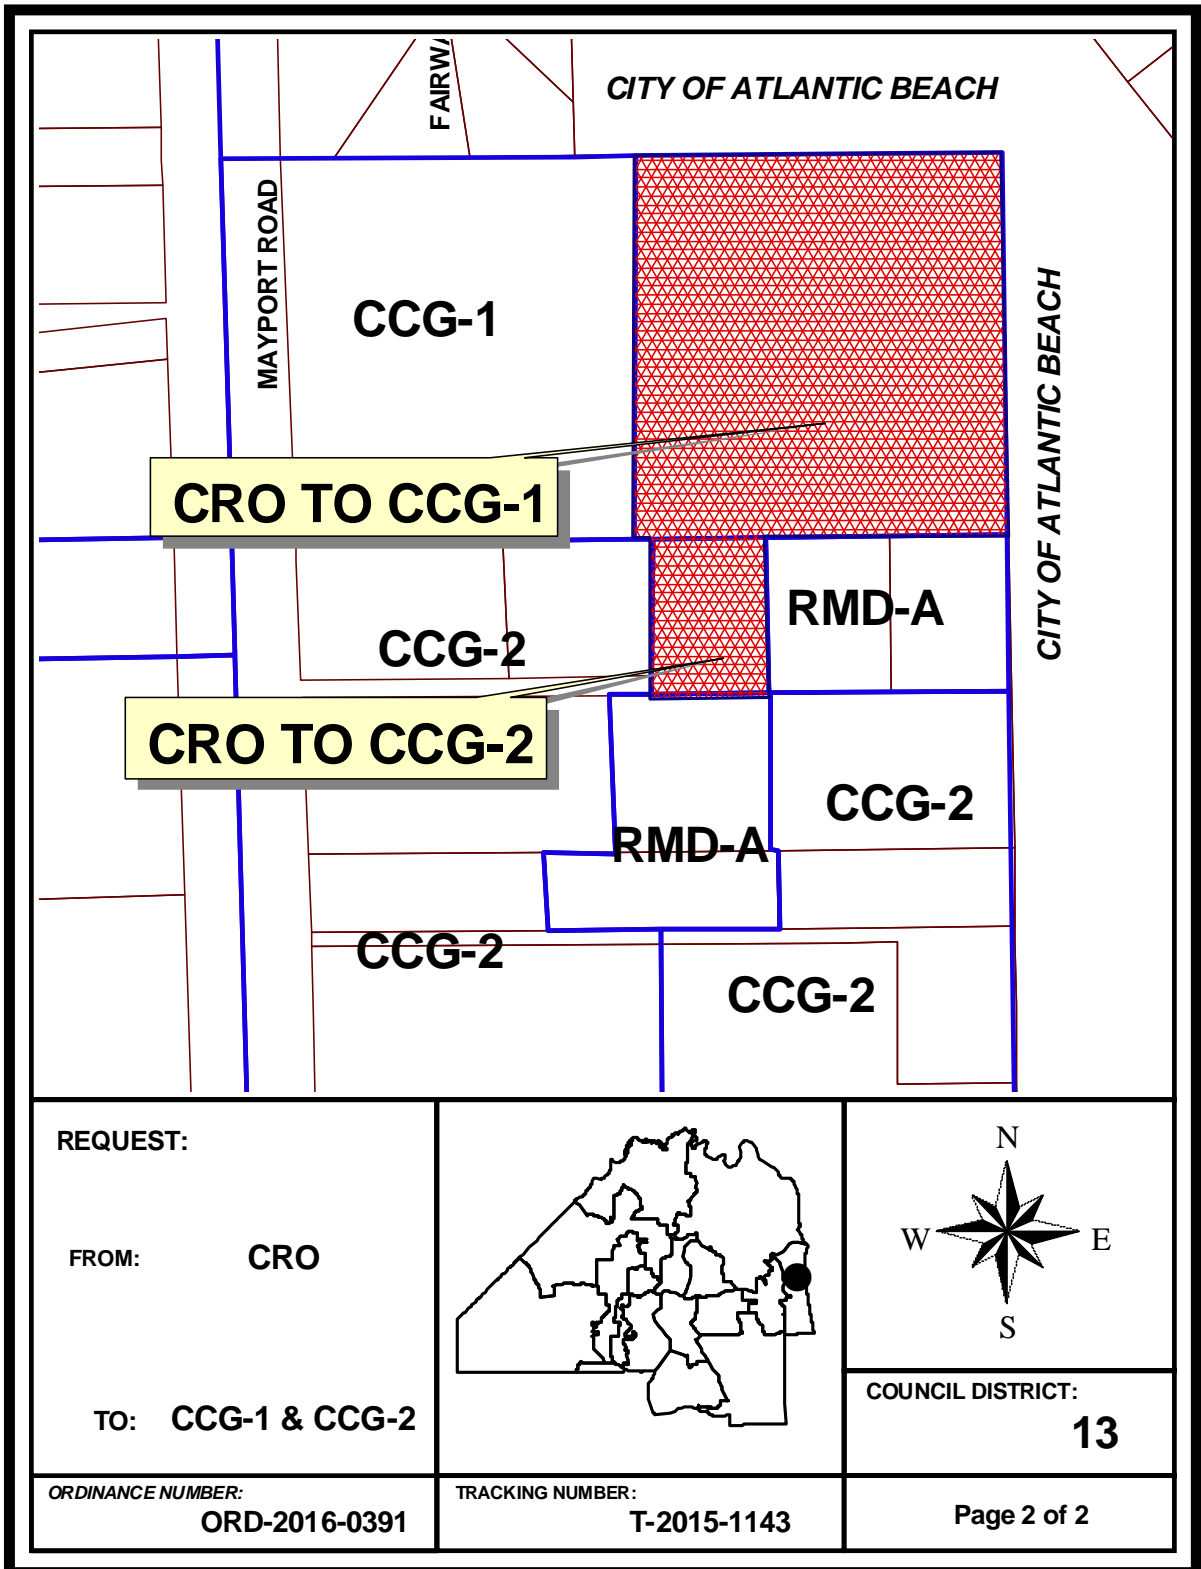 CITY OF ATLANTIC BEACH
FAIRWA
MAYPORT ROAD
CCG-1
CITY OF ATLANTIC BEACH
CRO TO CCG-1
RMD-A
CCG-2
CRO TO CCG-2
CCG-2
RMD-A
CCG-2
CCG-2
REQUEST:
FROM: CRO
TO: CCG-1 & CCG-2
N
W E
S
COUNCIL DISTRICT:
13
ORDINANCE NUMBER:
ORD-2016-0391
TRACKING NUMBER:
T-2015-1143
Page 2 of 2